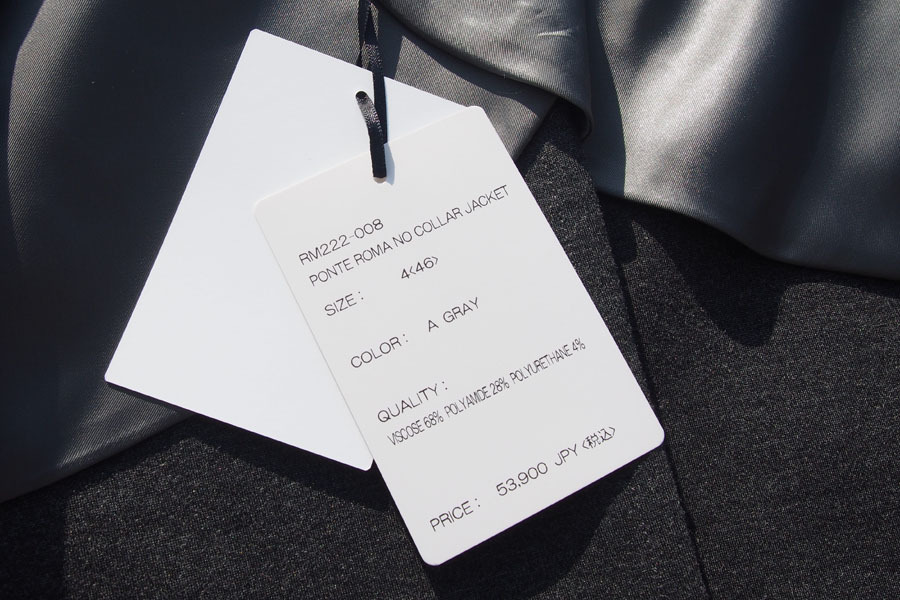 RM222-008
PONTE ROMA NO COLLAR JACKET
SIZE : 4<46>
COLOR : A GRAY
QUALITY :
VISCOSE 68% POLYAMIDE 28% POLYURETHANE 4%
PRICE : 53,900 JPY <税込>